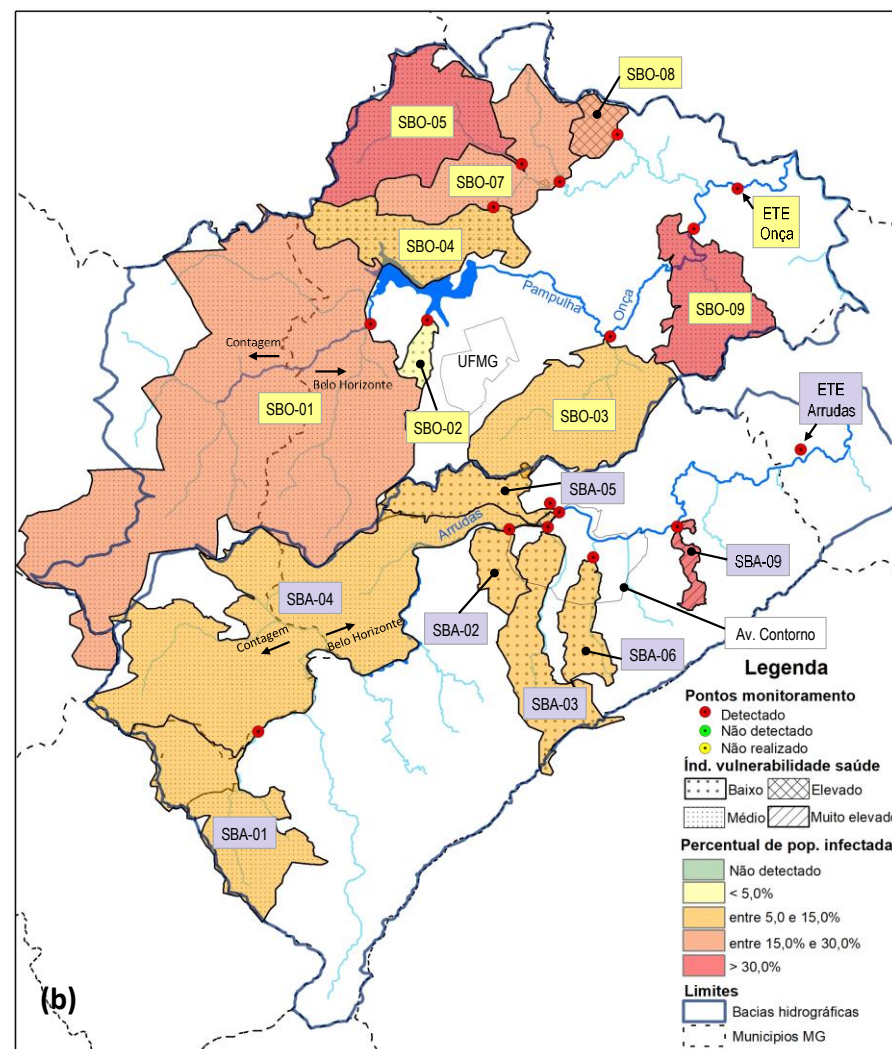 SBO-08
SBO-05
SBO-07
ETE
Onça
SBO-04
Pampulha
Onça
SBO-09
Contagem
UFMG
Belo Horizonte
SBO-01
SBO-02
SBO-03
ETE
Arrudas
SBA-05
Arrudas
SBA-09
SBA-04
Contagem
Belo Horizonte
SBA-02
Av. Contorno
SBA-06
SBA-03
SBA-01
Legenda
Pontos monitoramento
Detectado
Não detectado
Não realizado
Índ. vulnerabilidade saúde
Baixo
Elevado
Médio
Muito elevado
Percentual de pop. infectada
Não detectado
< 5,0%
entre 5,0 e 15,0%
entre 15,0% e 30,0%
> 30,0%
Limites
Bacias hidrográficas
Municipios MG
(b)